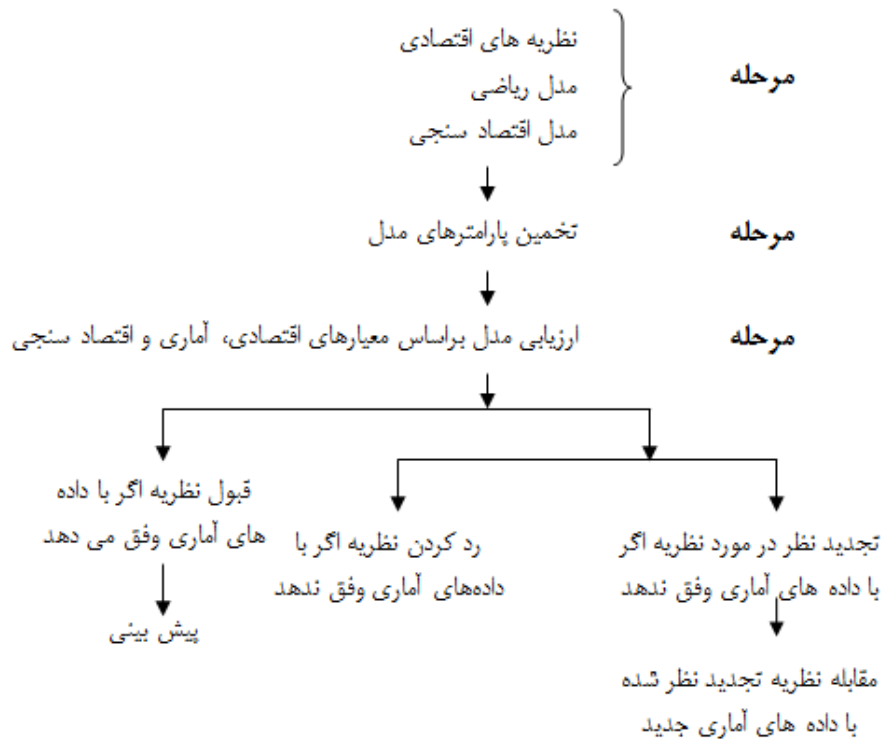 نظریه های اقتصادی
مدل ریاضی
مرحله
مدل اقتصاد سنجی
مرحله
تخمین پارامترهای مدل
مرحله
ارزیابی مدل براساس معیارهای اقتصادی، آماری و اقتصاد سنجی
تجدید نظر در مورد نظریه اگر
با داده های آماری وفق ندهد
رد کردن نظریه اگر با
داده‌های آماری وفق ندهد
قبول نظریه اگر با داده
های آماری وفق می دهد
مقابله نظریه تجدید نظر شده
با داده های آماری جدید
پیش بینی